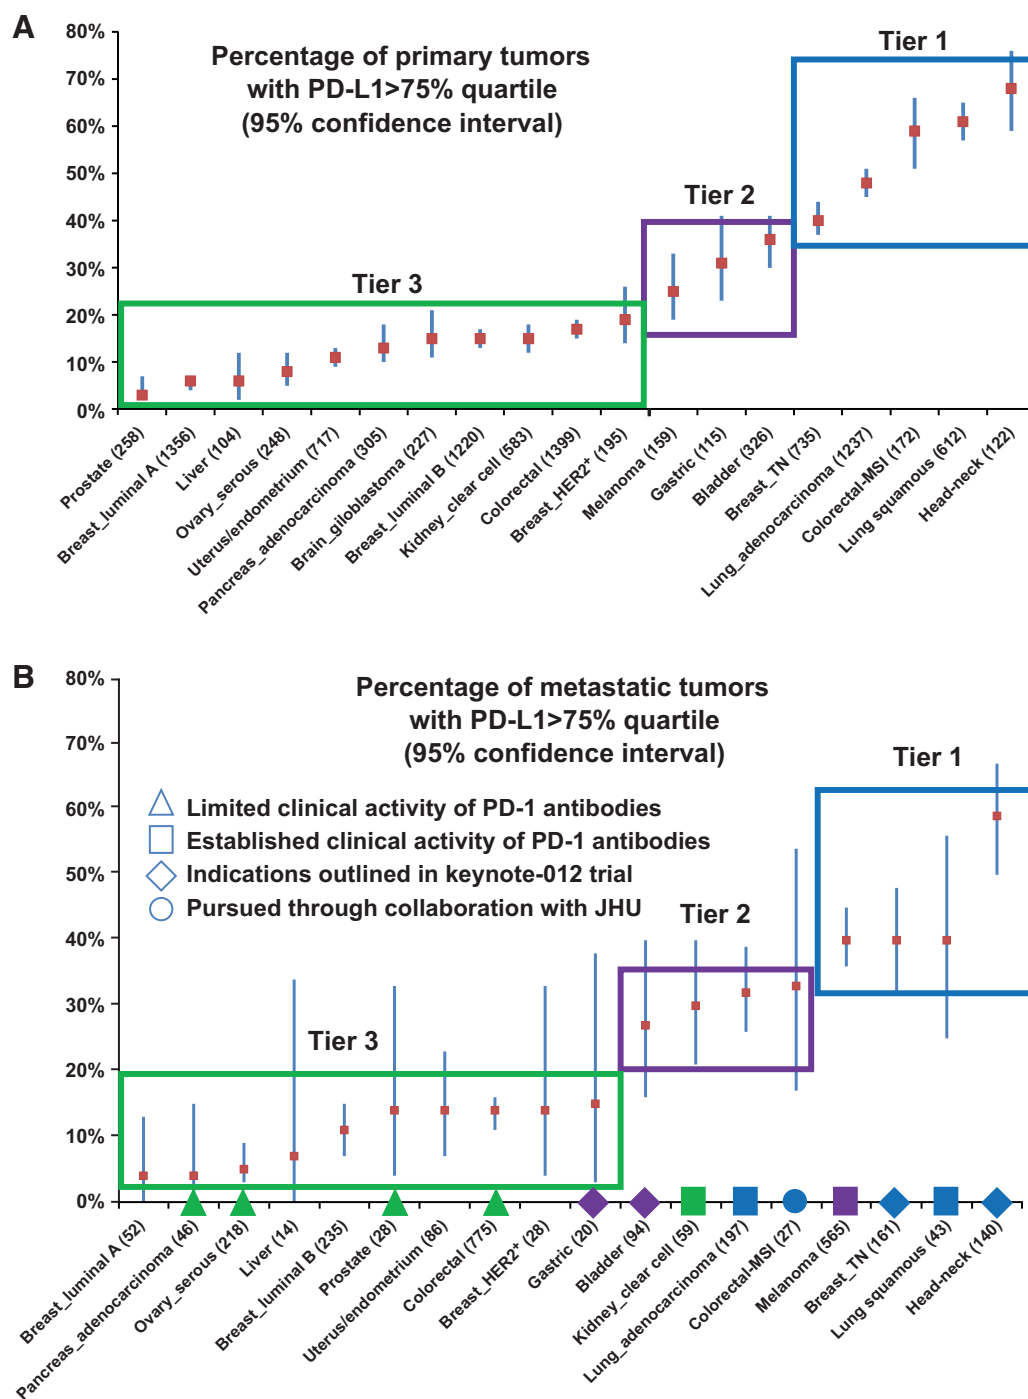 A
Percentage of primary tumors
with PD-L1>75% quartile
(95% confidence interval)
Tier 1
Tier 2
Tier 3
80%
70%
60%
50%
40%
30%
20%
10%
0%
Prostate (258)
Breast_luminal A (1356)
Liver (104)
Ovary_serous (248)
Uterus/endometrium (717)
Pancreas_adenocarcinoma (305)
Brain_gliloblastoma (227)
Breast_luminal B (1220)
Kidney_clear cell (583)
Colorectal (1399)
Breast_HER2⁺ (195)
Melanoma (159)
Gastric (115)
Bladder (326)
Breast_TN (735)
Lung_adenocarcinoma (1237)
Colorectal-MSI (172)
Lung squamous (612)
Head-neck (122)
B
Percentage of metastatic tumors
with PD-L1>75% quartile
(95% confidence interval)
Tier 1
Limited clinical activity of PD-1 antibodies
Established clinical activity of PD-1 antibodies
Indications outlined in keynote-012 trial
Pursued through collaboration with JHU
Tier 2
Tier 3
80%
70%
60%
50%
40%
30%
20%
10%
0%
Breast_luminal A (52)
Pancreas_adenocarcinoma (46)
Ovary_serous (218)
Liver (14)
Breast_luminal B (235)
Prostate (28)
Uterus/endometrium (86)
Colorectal (775)
Breast_HER2⁺ (28)
Gastric (20)
Bladder (94)
Kidney_clear cell (59)
Lung_adenocarcinoma (197)
Colorectal-MSI (27)
Melanoma (565)
Breast_TN (161)
Lung squamous (43)
Head-neck (140)